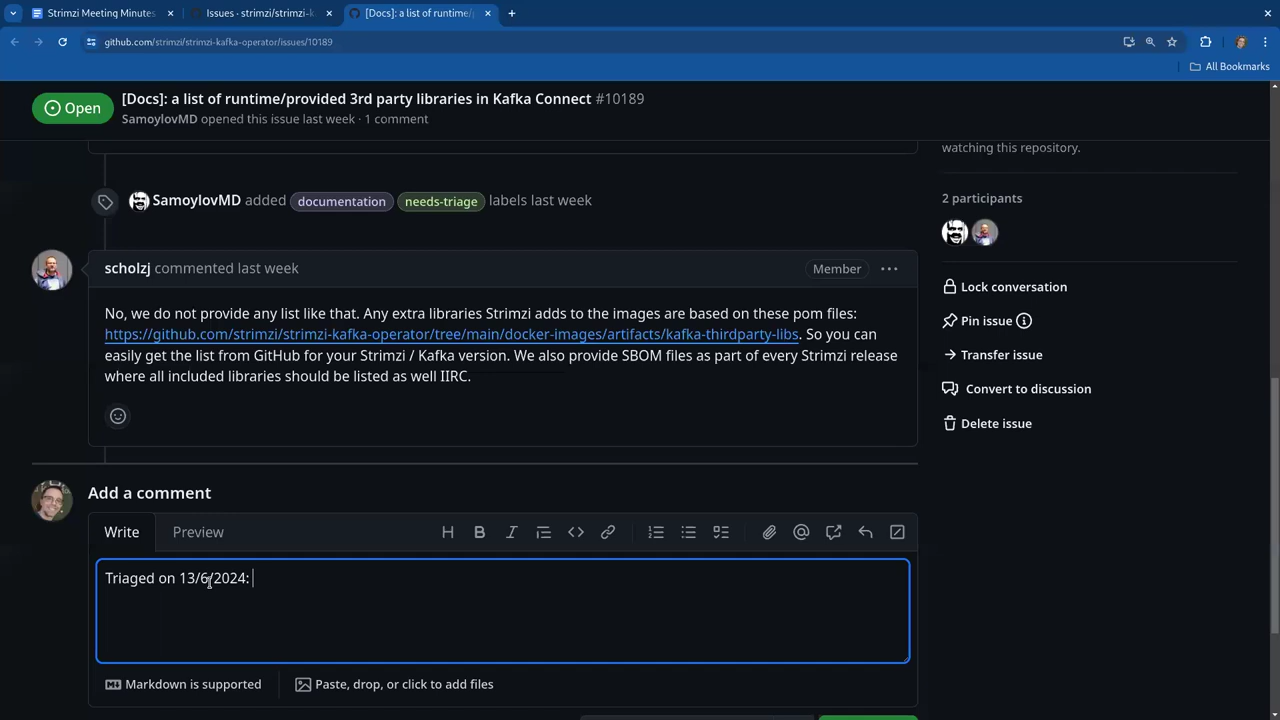 Strimzi Meeting Minutes
Issues · strimzi/strimzi-k
[Docs]: a list of runtime/
github.com/strimzi/strimzi-kafka-operator/issues/10189
All Bookmarks
Open
[Docs]: a list of runtime/provided 3rd party libraries in Kafka Connect #10189
SamoylovMD opened this issue last week · 1 comment
watching this repository.
SamoylovMD added documentation needs-triage labels last week
2 participants
scholzj commented last week
Member
Lock conversation
No, we do not provide any list like that. Any extra libraries Strimzi adds to the images are based on these pom files:
https://github.com/strimzi/strimzi-kafka-operator/tree/main/docker-images/artifacts/kafka-thirdparty-libs. So you can
easily get the list from GitHub for your Strimzi / Kafka version. We also provide SBOM files as part of every Strimzi release
where all included libraries should be listed as well IIRC.
Pin issue
Transfer issue
Convert to discussion
Delete issue
Add a comment
Write
Preview
Triaged on 13/6/2024:
Markdown is supported
Paste, drop, or click to add files